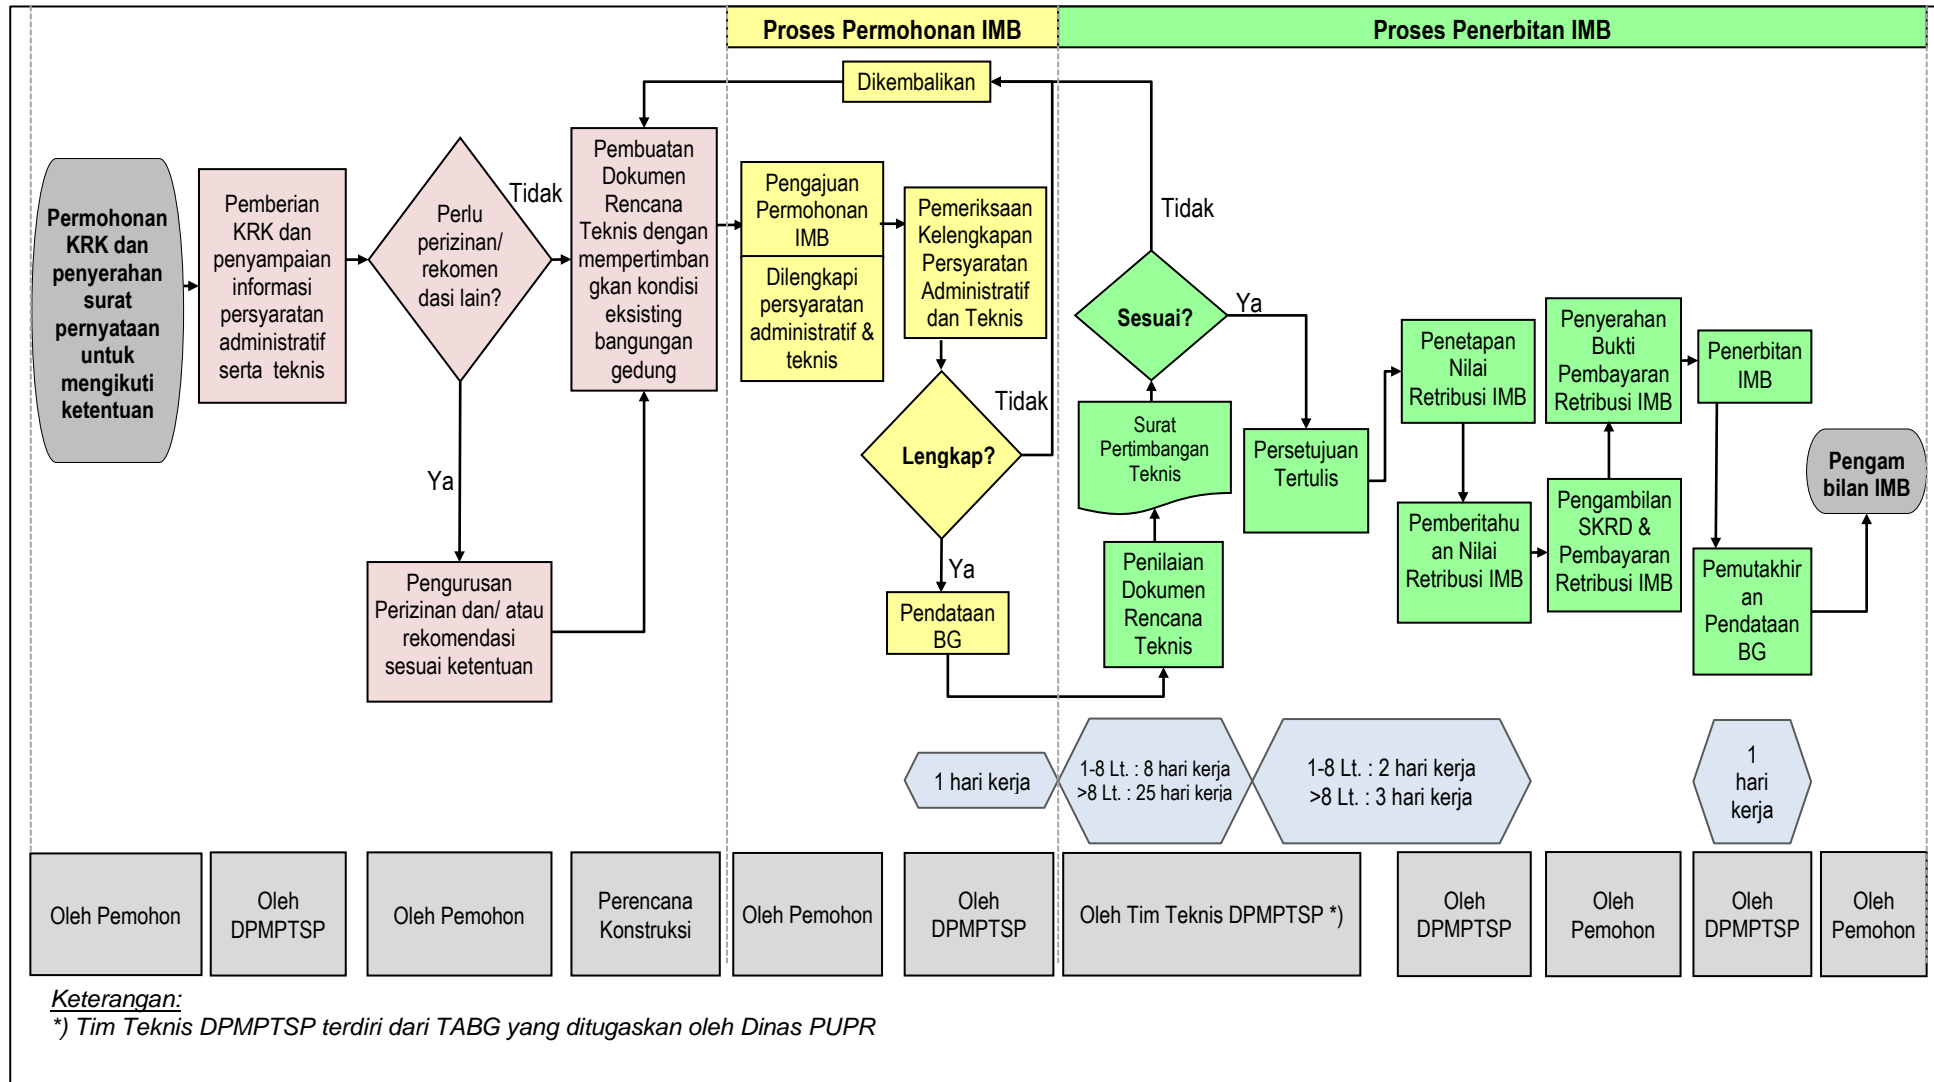 Proses Permohonan IMB
Proses Penerbitan IMB
Dikembalikan
Permohonan
KRK dan
penyerahan
surat
pernyataan
untuk
mengikuti
ketentuan
Pemberian
KRK dan
penyampaian
informasi
persyaratan
administratif
serta teknis
Perlu
perizinan/
rekomen
dasi lain?
Tidak
Ya
Pengurusan
Perizinan dan/ atau
rekomendasi
sesuai ketentuan
Pembuatan
Dokumen
Rencana
Teknis dengan
mempertimban
gkan kondisi
eksisting
bangungan
gedung
Pengajuan
Permohonan
IMB
Dilengkapi
persyaratan
administratif &
teknis
Pemeriksaan
Kelengkapan
Persyaratan
Administratif
dan Teknis
Tidak
Lengkap?
Ya
Pendataan
BG
Tidak
Sesuai?
Ya
Surat
Pertimbangan
Teknis
Penilaian
Dokumen
Rencana
Teknis
Persetujuan
Tertulis
Penetapan
Nilai
Retribusi IMB
Pemberitahu
an Nilai
Retribusi IMB
Penyerahan
Bukti
Pembayaran
Retribusi IMB
Pengambilan
SKRD &
Pembayaran
Retribusi IMB
Penerbitan
IMB
Pemutakhir
an
Pendataan
BG
Pengam
bilan IMB
1 hari kerja
1-8 Lt. : 8 hari kerja
>8 Lt. : 25 hari kerja
1-8 Lt. : 2 hari kerja
>8 Lt. : 3 hari kerja
1
hari
kerja
Oleh Pemohon
Oleh
DPMPTSP
Oleh Pemohon
Perencana
Konstruksi
Oleh Pemohon
Oleh
DPMPTSP
Oleh Tim Teknis DPMPTSP *)
Oleh
DPMPTSP
Oleh
Pemohon
Oleh
DPMPTSP
Oleh
Pemohon
Keterangan:
*) Tim Teknis DPMPTSP terdiri dari TABG yang ditugaskan oleh Dinas PUPR